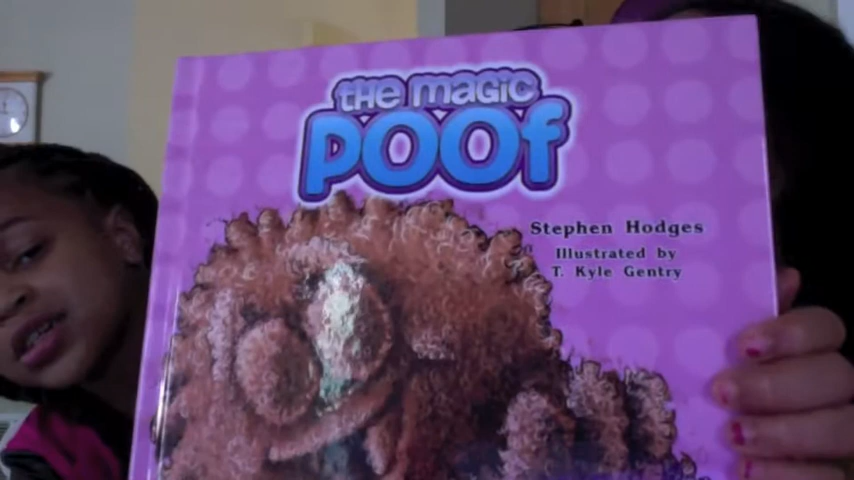 the magic
poof
Stephen Hodges
Illustrated by
T. Kyle Gentry